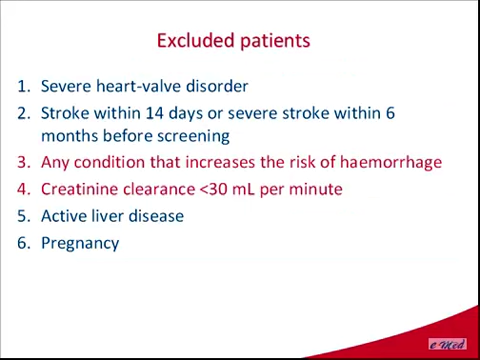 Excluded patients
1. Severe heart-valve disorder
2. Stroke within 14 days or severe stroke within 6
months before screening
3. Any condition that increases the risk of haemorrhage
4. Creatinine clearance <30 mL per minute
5. Active liver disease
6. Pregnancy
e Med